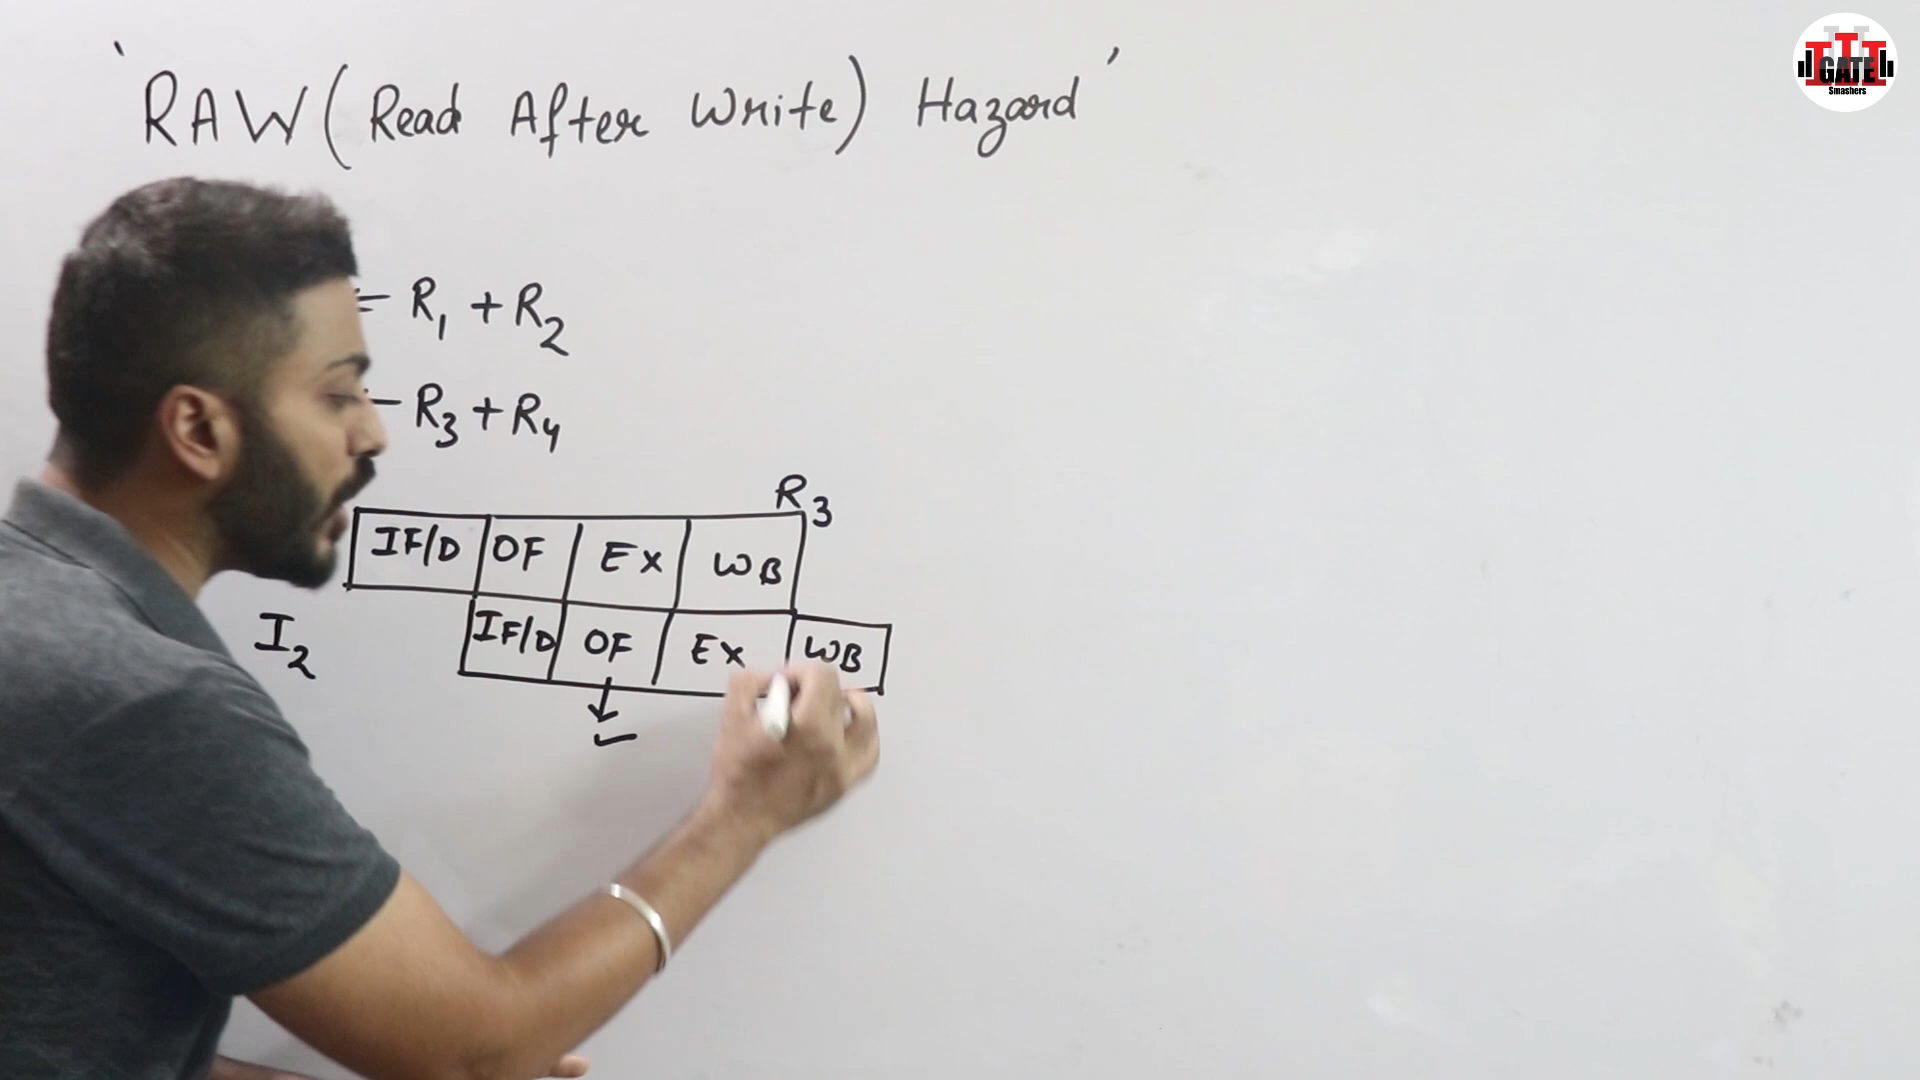 'RAW (Read After Write) Hazard'
= R1 + R2
- R3 + R4
R3
IF/D OF Ex WB
I2 IF/D OF Ex WB
GATE
Smashers